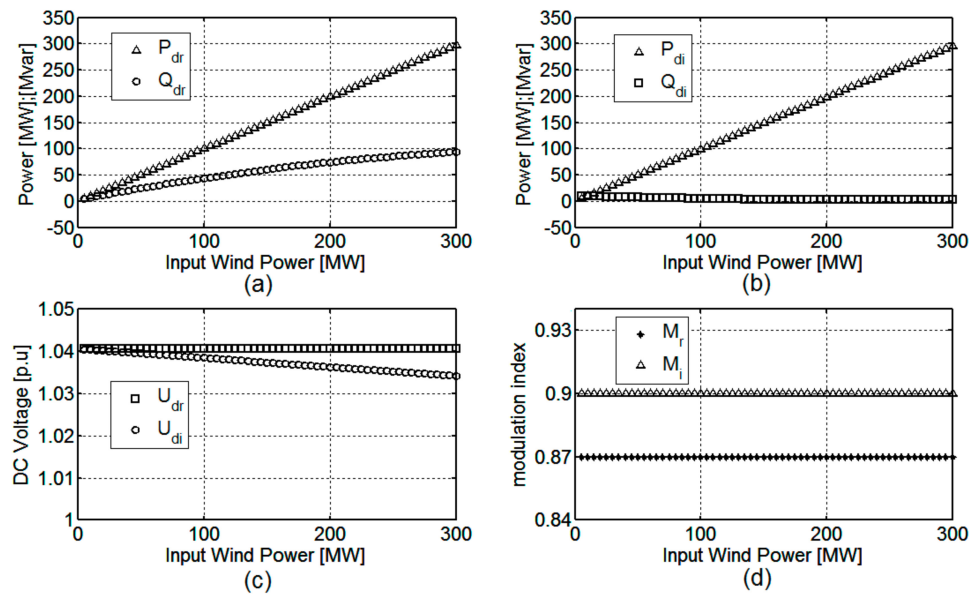 350
300
250
200
150
100
50
0
-50
Power [MW];[Mvar]
P_dr
Q_dr
0 100 200 300
Input Wind Power [MW]
(a)
350
300
250
200
150
100
50
0
-50
Power [MW];[Mvar]
P_di
Q_di
0 100 200 300
Input Wind Power [MW]
(b)
1.05
1.04
1.03
1.02
1.01
1
DC Voltage [p.u]
U_dr
U_di
0 100 200 300
Input Wind Power [MW]
(c)
0.93
0.9
0.87
0.84
modulation index
M_r
M_i
0 100 200 300
Input Wind Power [MW]
(d)